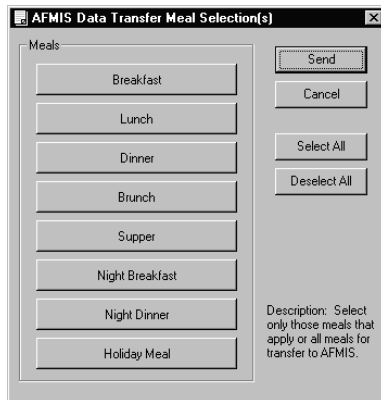 AFMIS Data Transfer Meal Selection(s)
Meals
Breakfast
Lunch
Dinner
Brunch
Supper
Night Breakfast
Night Dinner
Holiday Meal
Send
Cancel
Select All
Deselect All
Description: Select
only those meals that
apply or all meals for
transfer to AFMIS.